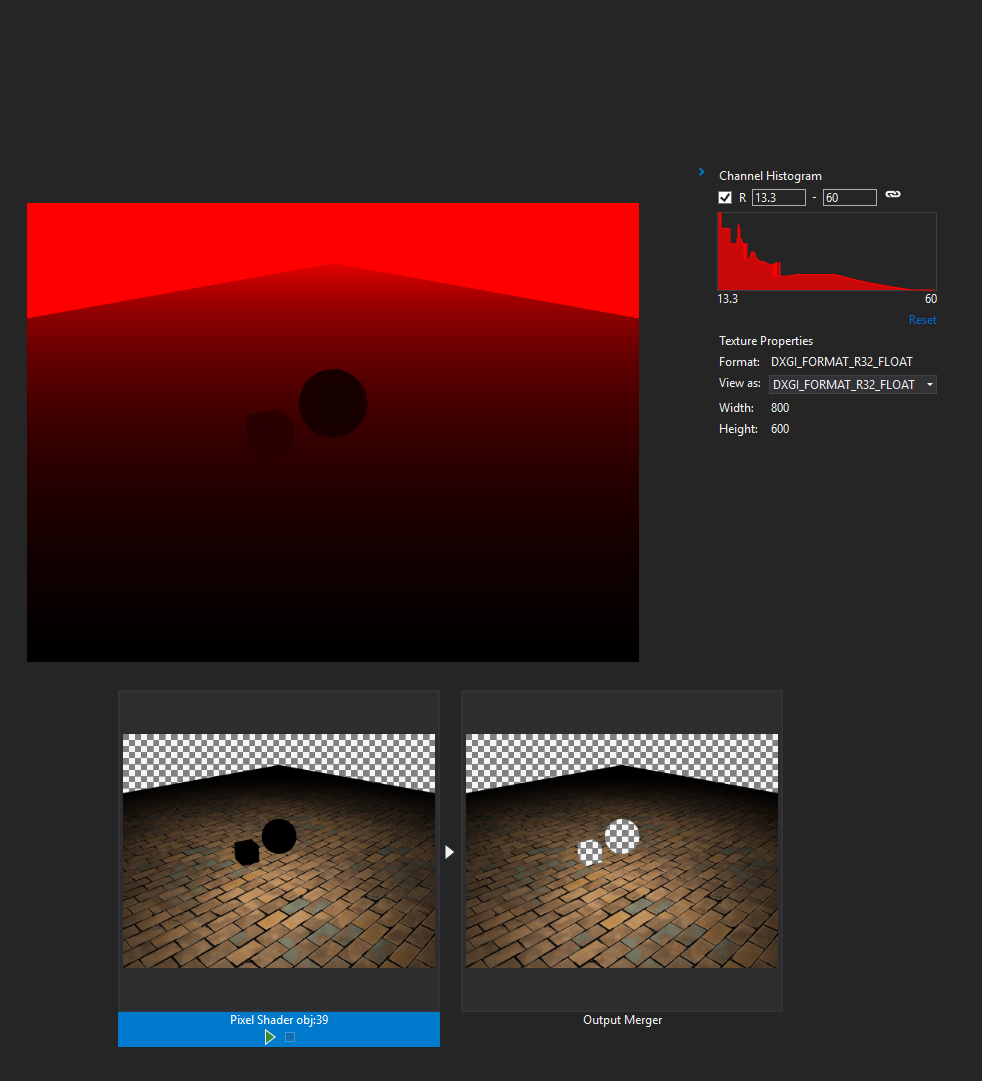 Channel Histogram
R 13.3 - 60
13.3 60
Reset
Texture Properties
Format: DXGI_FORMAT_R32_FLOAT
View as: DXGI_FORMAT_R32_FLOAT
Width: 800
Height: 600
Pixel Shader obj:39
Output Merger